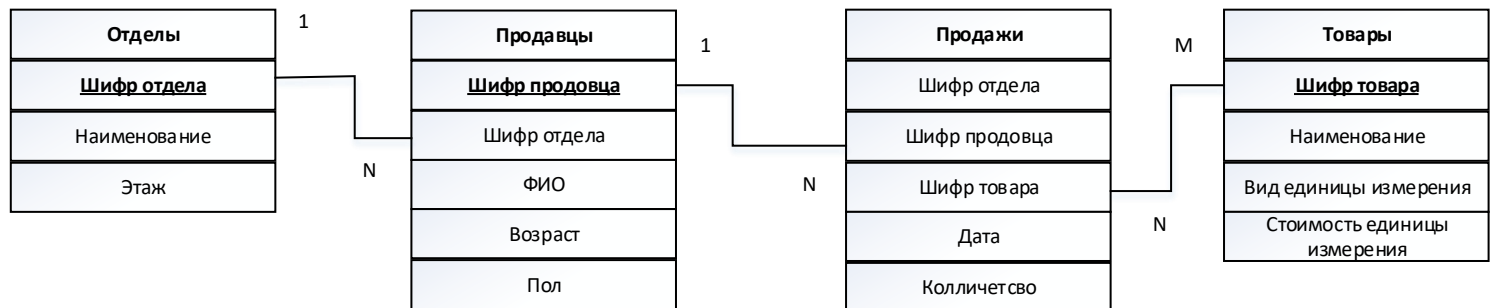 Отделы
Шифр отдела
Наименование
Этаж
1
N
Продавцы
Шифр продовца
Шифр отдела
ФИО
Возраст
Пол
1
N
Продажи
Шифр отдела
Шифр продовца
Шифр товара
Дата
Колличетсво
M
N
Товары
Шифр товара
Наименование
Вид единицы измерения
Стоимость единицы
измерения